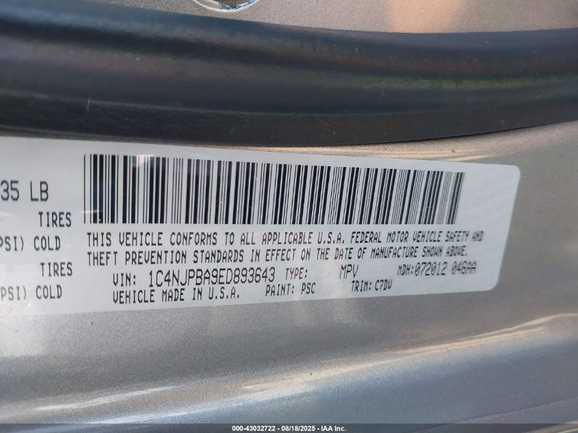 35 LB
TIRES
PSI) COLD
TIRES
PSI) COLD
THIS VEHICLE CONFORMS TO ALL APPLICABLE U.S.A. FEDERAL MOTOR VEHICLE SAFETY AND
THEFT PREVENTION STANDARDS IN EFFECT ON THE DATE OF MANUFACTURE SHOWN ABOVE.
VIN: 1C4NJPBA9ED893643 TYPE: MPV MDH: 072012 046AA
VEHICLE MADE IN U.S.A. PAINT: PSC TRIM: C7DV
000-43032722 - 08/18/2025 - IAA Inc.